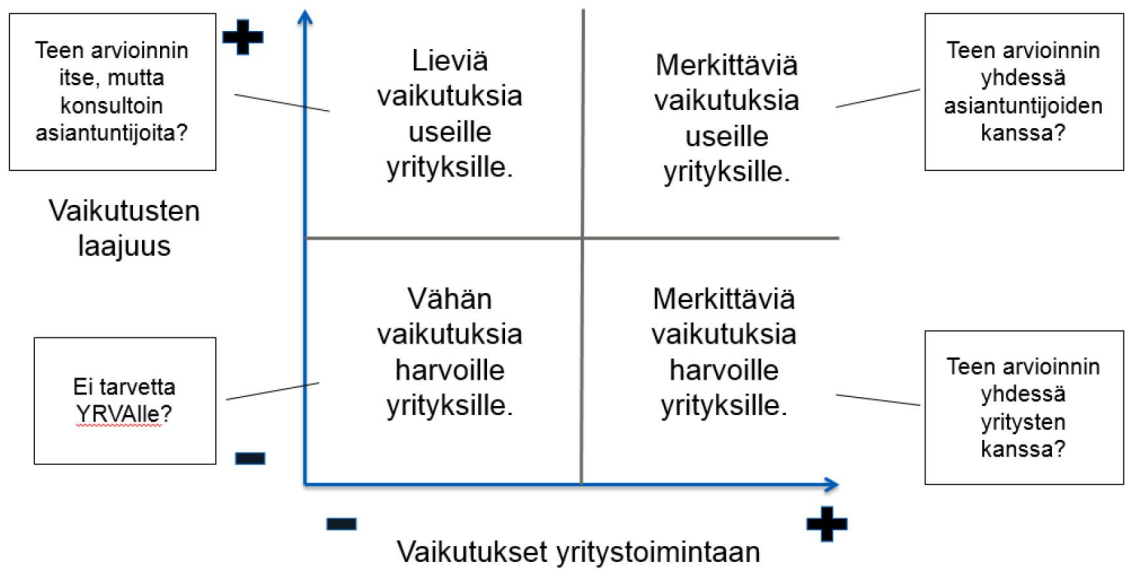 Teen arvioinnin
itse, mutta
konsultoin
asiantuntijoita?
Lieviä
vaikutuksia
useille
yrityksille.
Merkittäviä
vaikutuksia
useille
yrityksille.
Teen arvioinnin
yhdessä
asiantuntijoiden
kanssa?
Vaikutusten
laajuus
Ei tarvetta
YRVAlle?
Vähän
vaikutuksia
harvoille
yrityksille.
Merkittäviä
vaikutuksia
harvoille
yrityksille.
Teen arvioinnin
yhdessä
yritysten
kanssa?
Vaikutukset yritystoimintaan